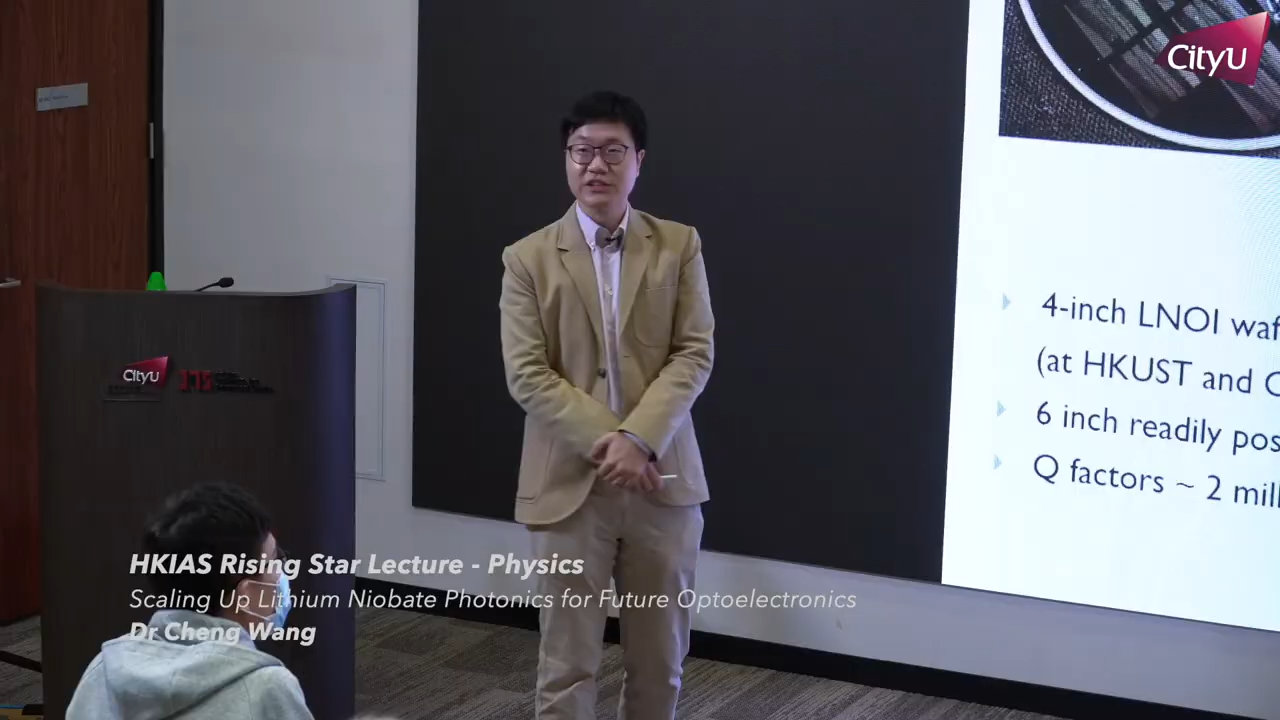 CityU
4-inch LNOI waf
(at HKUST and C
6 inch readily pos
Q factors ~ 2 mill
CityU
HKIAS Rising Star Lecture - Physics
Scaling Up Lithium Niobate Photonics for Future Optoelectronics
Dr Cheng Wang